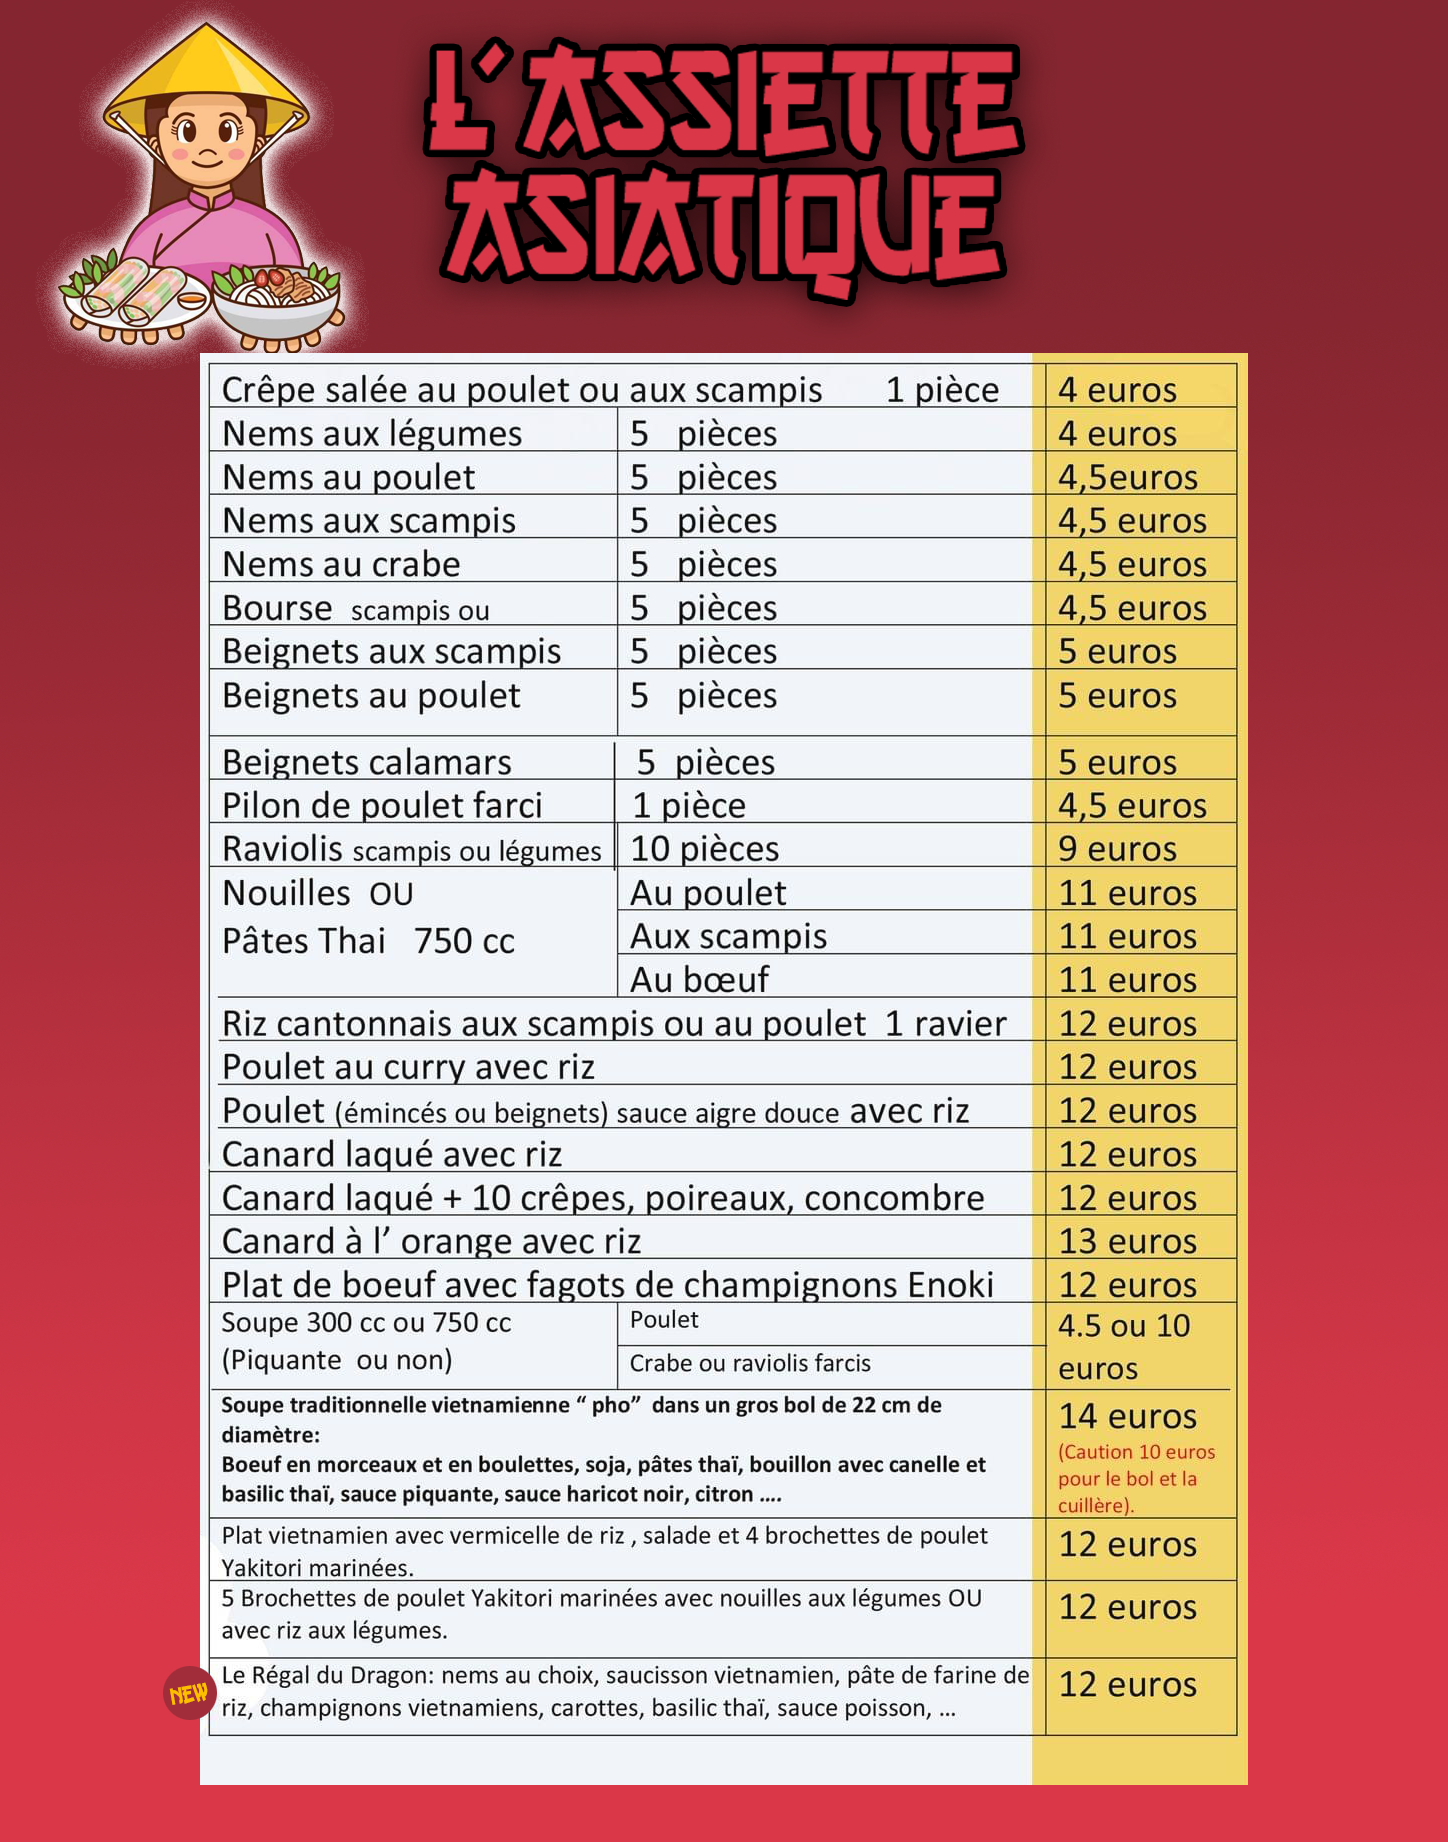 L'ASSIETTE
ASIATIQUE
Crêpe salée au poulet ou aux scampis 1 pièce 4 euros
Nems aux légumes 5 pièces 4 euros
Nems au poulet 5 pièces 4,5euros
Nems aux scampis 5 pièces 4,5 euros
Nems au crabe 5 pièces 4,5 euros
Bourse scampis ou 5 pièces 4,5 euros
Beignets aux scampis 5 pièces 5 euros
Beignets au poulet 5 pièces 5 euros
Beignets calamars 5 pièces 5 euros
Pilon de poulet farci 1 pièce 4,5 euros
Raviolis scampis ou légumes 10 pièces 9 euros
Nouilles OU Au poulet 11 euros
Pâtes Thai 750 cc Aux scampis 11 euros
Au bœuf 11 euros
Riz cantonnais aux scampis ou au poulet 1 ravier 12 euros
Poulet au curry avec riz 12 euros
Poulet (émincés ou beignets) sauce aigre douce avec riz 12 euros
Canard laqué avec riz 12 euros
Canard laqué + 10 crêpes, poireaux, concombre 12 euros
Canard à l’ orange avec riz 13 euros
Plat de boeuf avec fagots de champignons Enoki 12 euros
Soupe 300 cc ou 750 cc Poulet 4.5 ou 10
(Piquante ou non) Crabe ou raviolis farcis euros
Soupe traditionnelle vietnamienne “ pho” dans un gros bol de 22 cm de
diamètre:
Boeuf en morceaux et en boulettes, soja, pâtes thaï, bouillon avec canelle et
basilic thaï, sauce piquante, sauce haricot noir, citron ....
14 euros
(Caution 10 euros
pour le bol et la
cuillère).
Plat vietnamien avec vermicelle de riz , salade et 4 brochettes de poulet
Yakitori marinées.
12 euros
5 Brochettes de poulet Yakitori marinées avec nouilles aux légumes OU
avec riz aux légumes.
12 euros
NEW
Le Régal du Dragon: nems au choix, saucisson vietnamien, pâte de farine de
riz, champignons vietnamiens, carottes, basilic thaï, sauce poisson, ...
12 euros